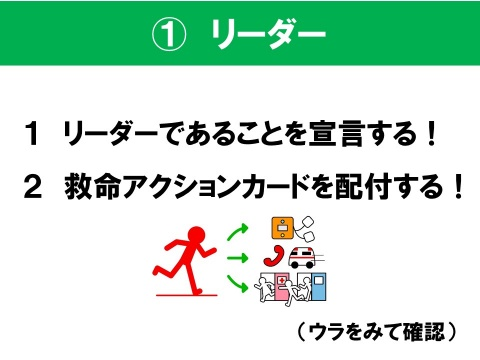 ① リーダー
1 リーダーであることを宣言する！
2 救命アクションカードを配付する！
（ウラをみて確認）